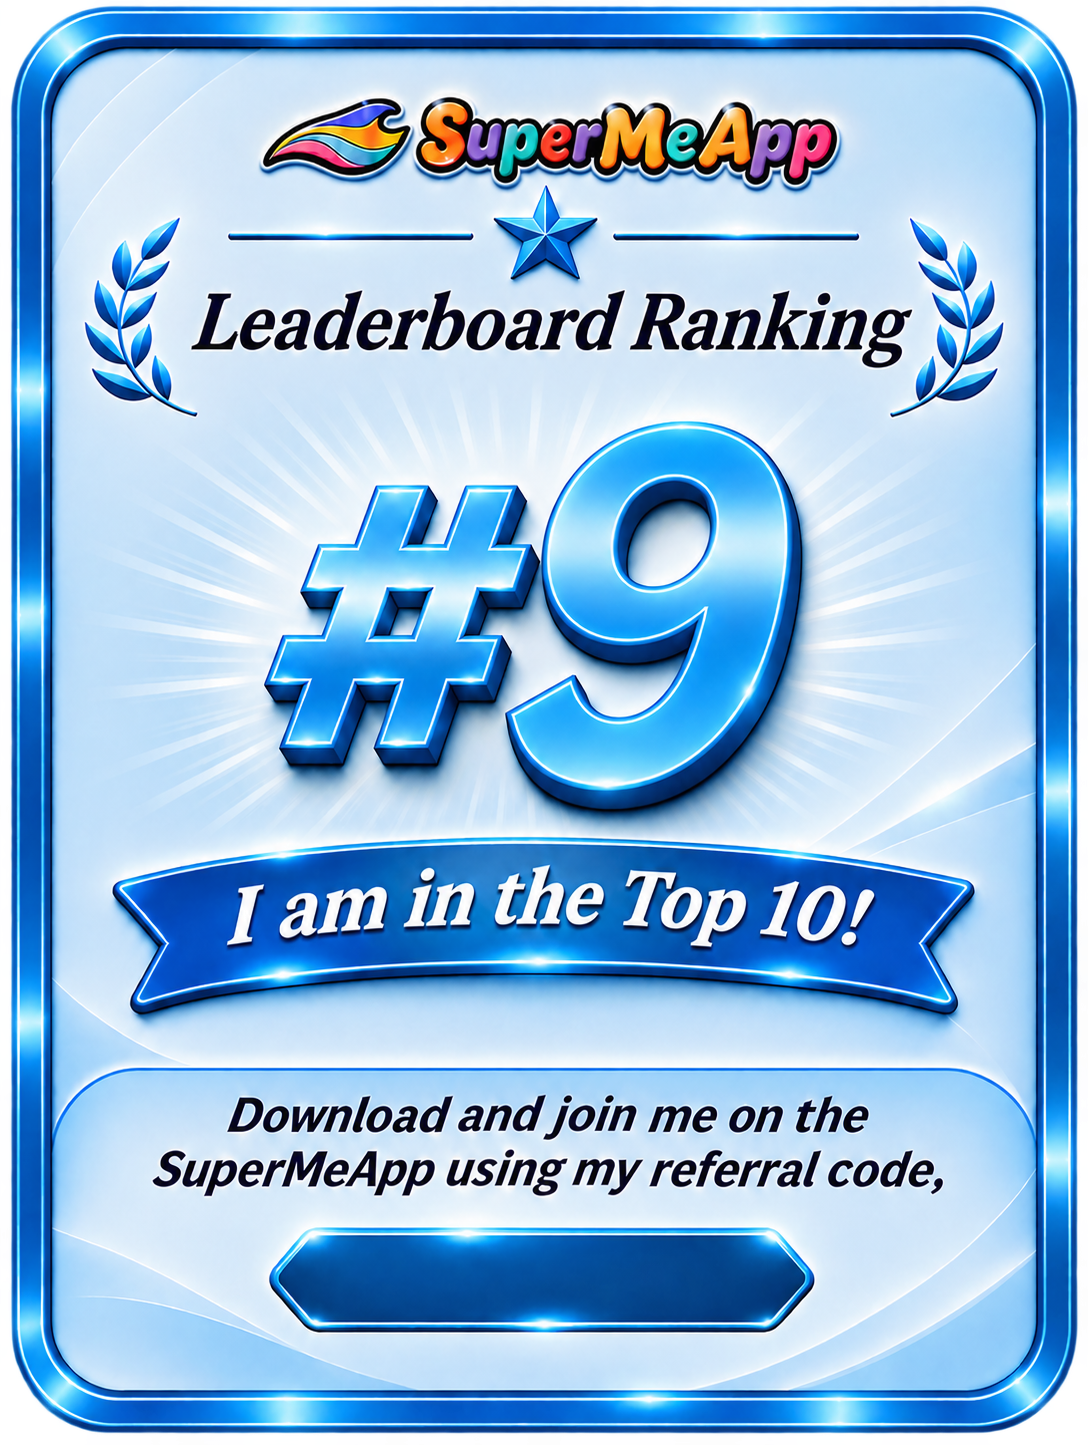 SuperMeApp
Leaderboard Ranking
#9
I am in the Top 10!
Download and join me on the
SuperMeApp using my referral code,